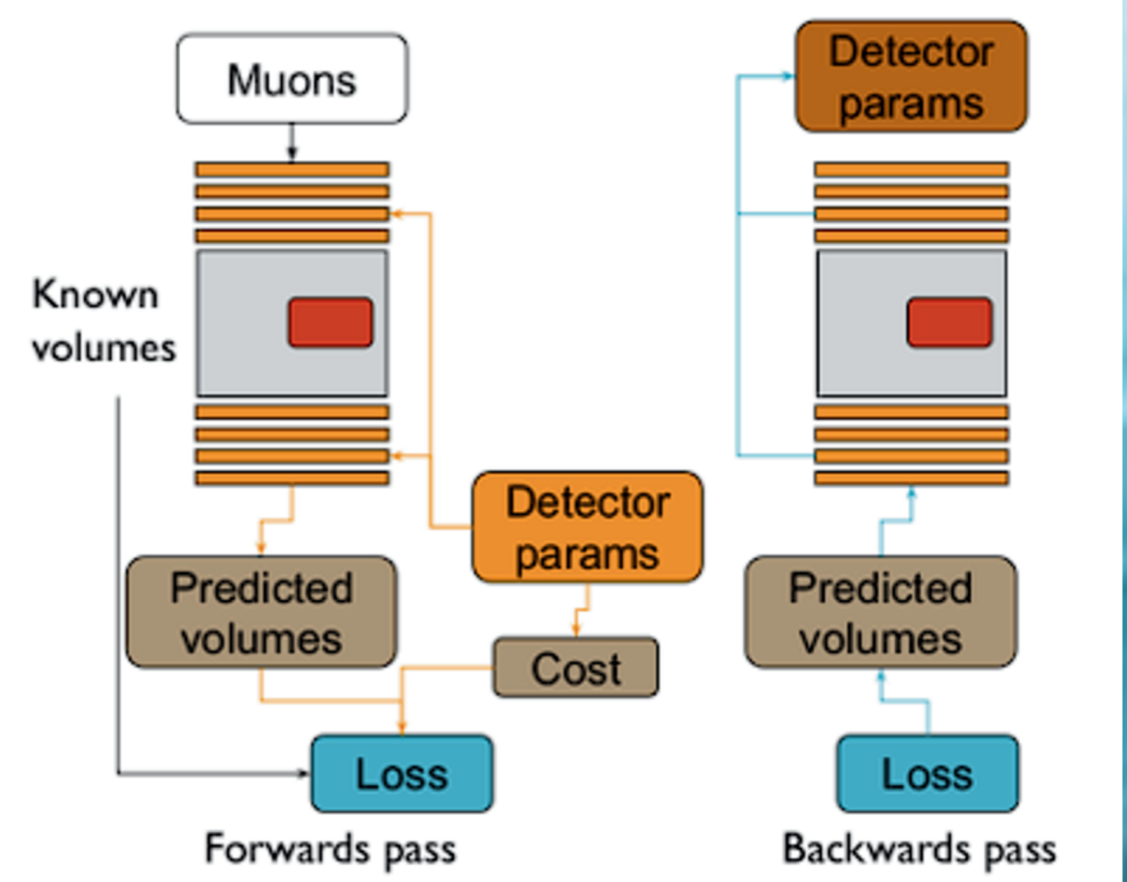 Muons
Known
volumes
Detector
params
Predicted
volumes
Cost
Loss
Forwards pass
Detector
params
Predicted
volumes
Loss
Backwards pass